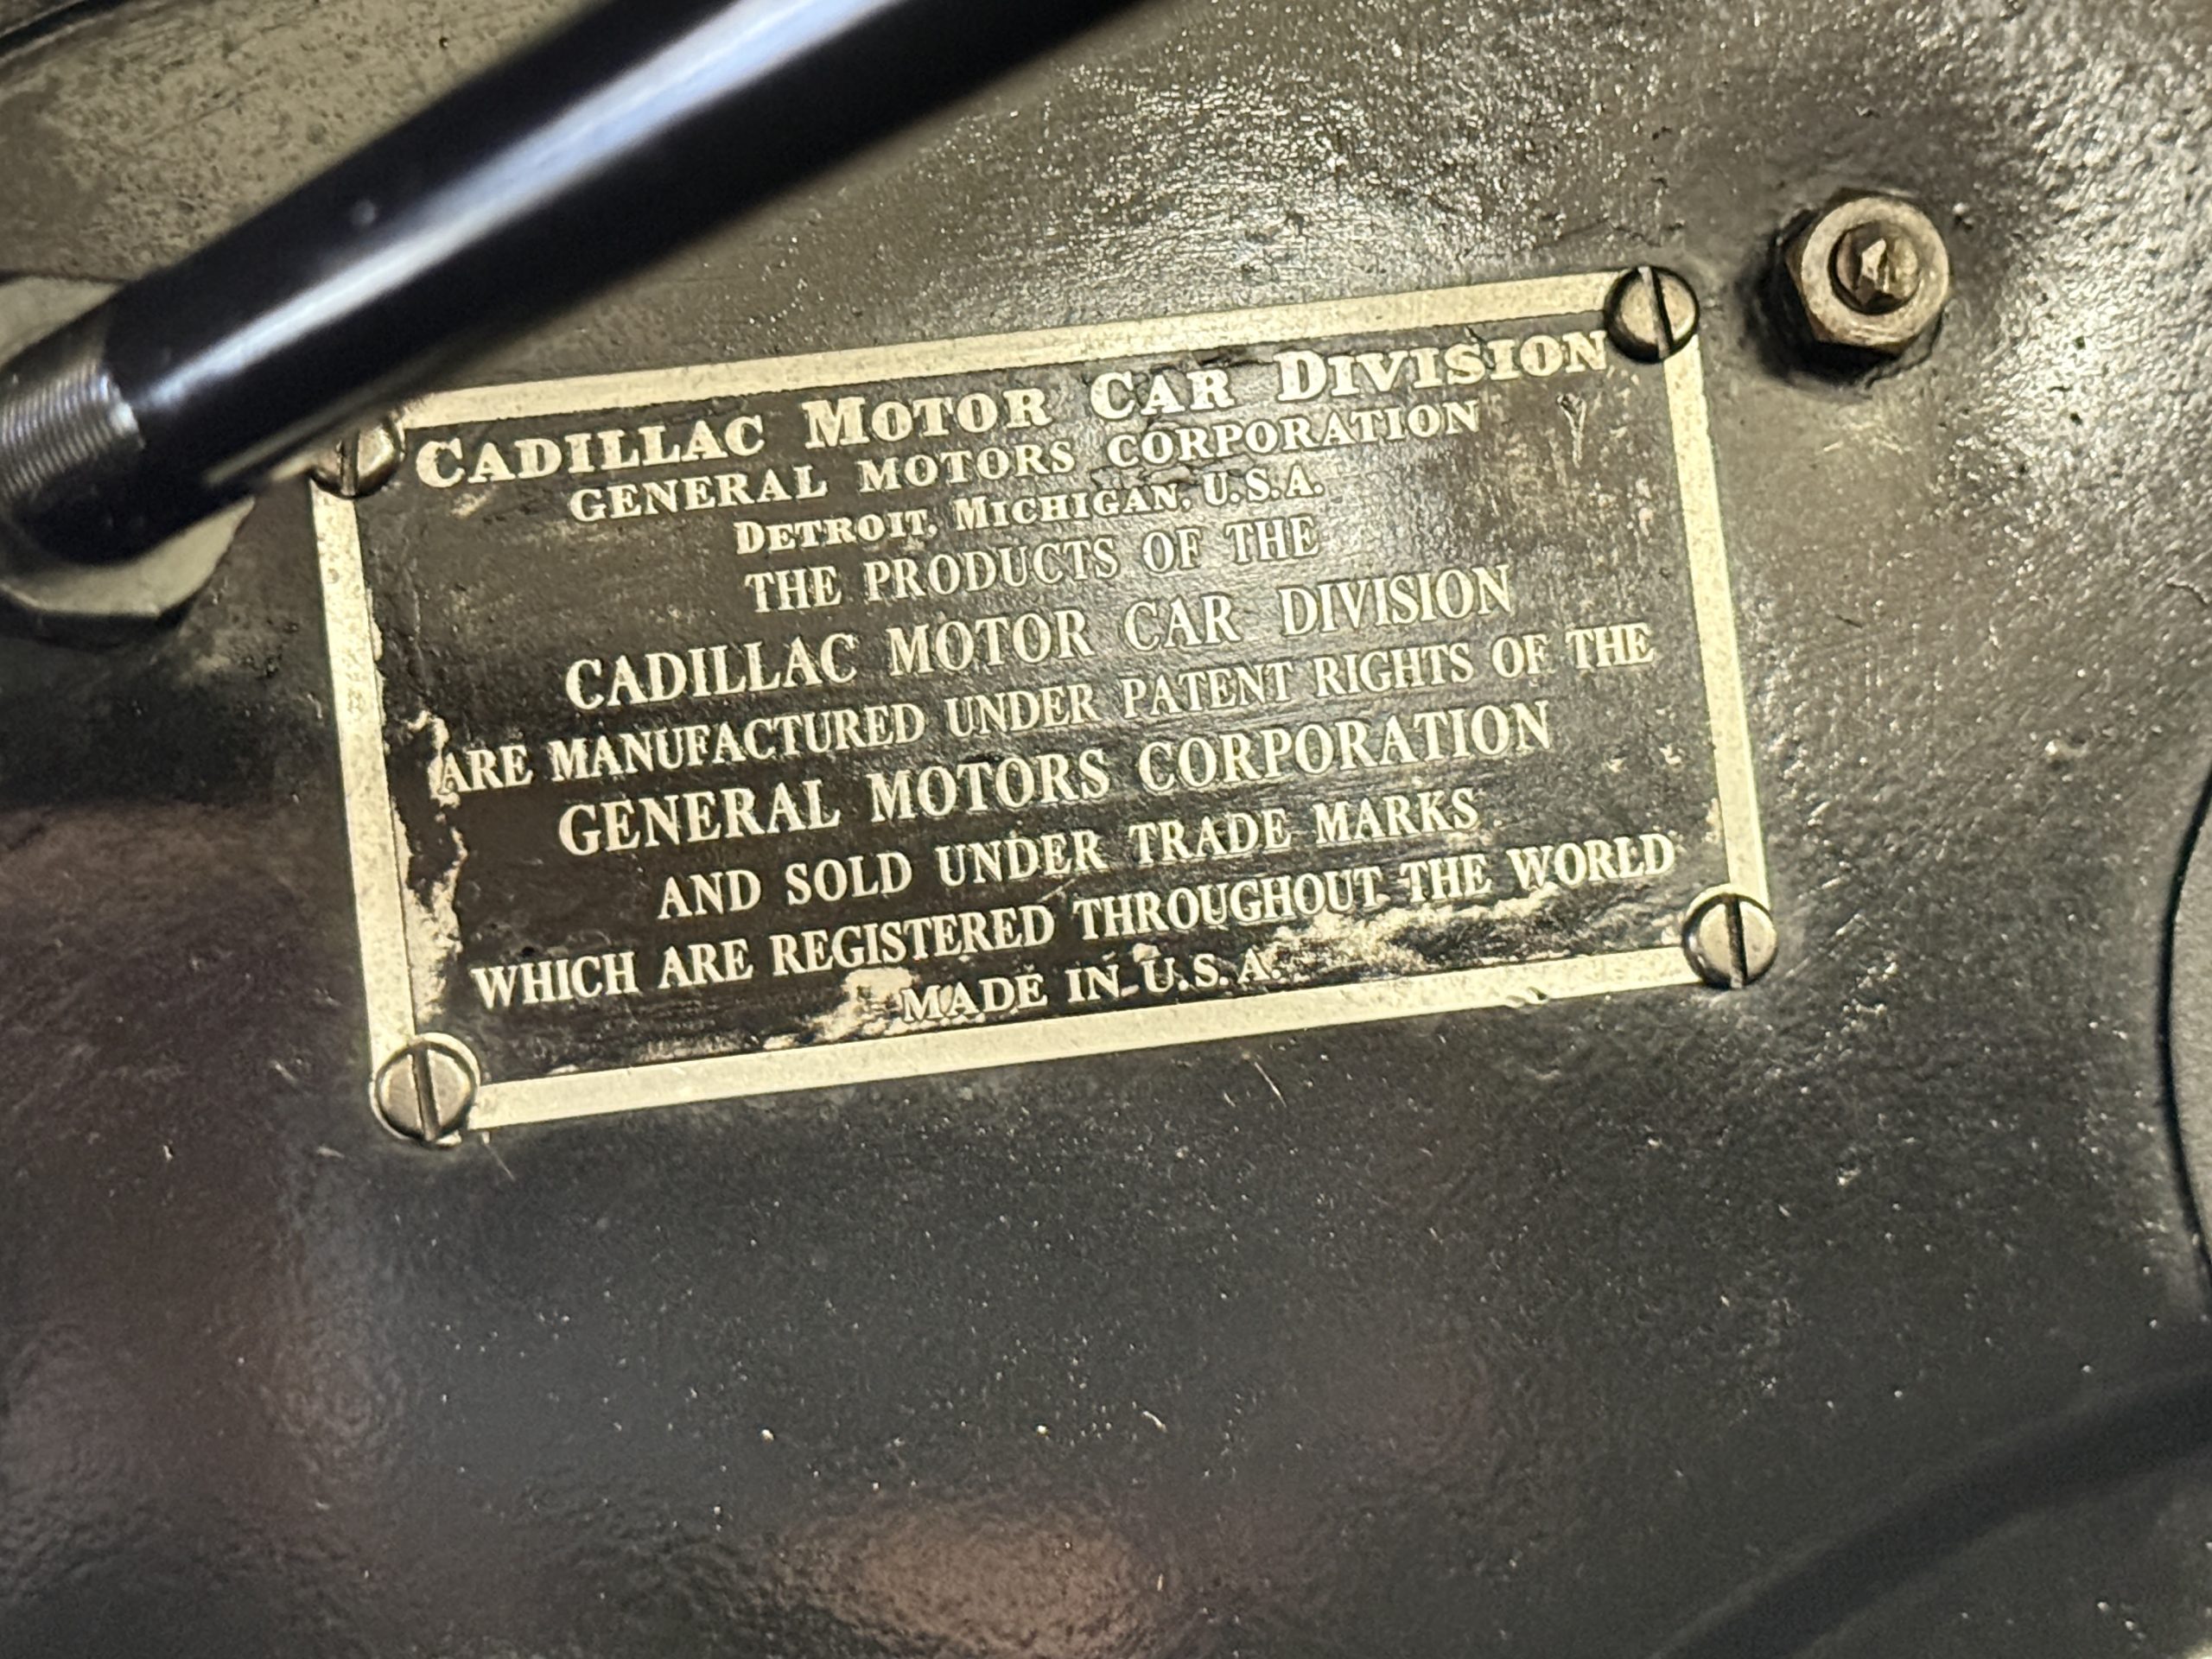 CADILLAC MOTOR CAR DIVISION
GENERAL MOTORS CORPORATION
DETROIT, MICHIGAN, U.S.A.
THE PRODUCTS OF THE
CADILLAC MOTOR CAR DIVISION
ARE MANUFACTURED UNDER PATENT RIGHTS OF THE
GENERAL MOTORS CORPORATION
AND SOLD UNDER TRADE MARKS
WHICH ARE REGISTERED THROUGHOUT THE WORLD
MADE IN U.S.A.